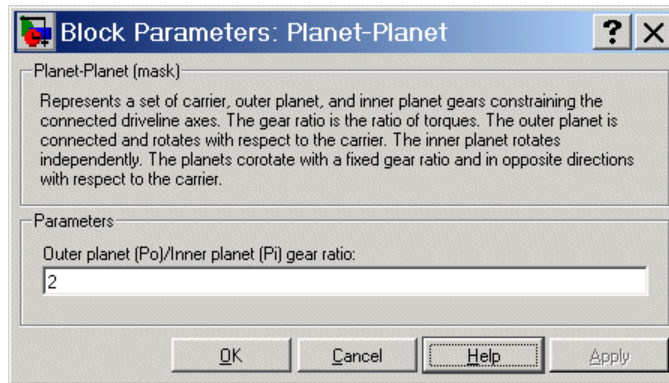 Block Parameters: Planet-Planet
Planet-Planet (mask)
Represents a set of carrier, outer planet, and inner planet gears constraining the
connected driveline axes. The gear ratio is the ratio of torques. The outer planet is
connected and rotates with respect to the carrier. The inner planet rotates
independently. The planets corotate with a fixed gear ratio and in opposite directions
with respect to the carrier.
Parameters
Outer planet (Po)/Inner planet (Pi) gear ratio:
2
OK Cancel Help Apply